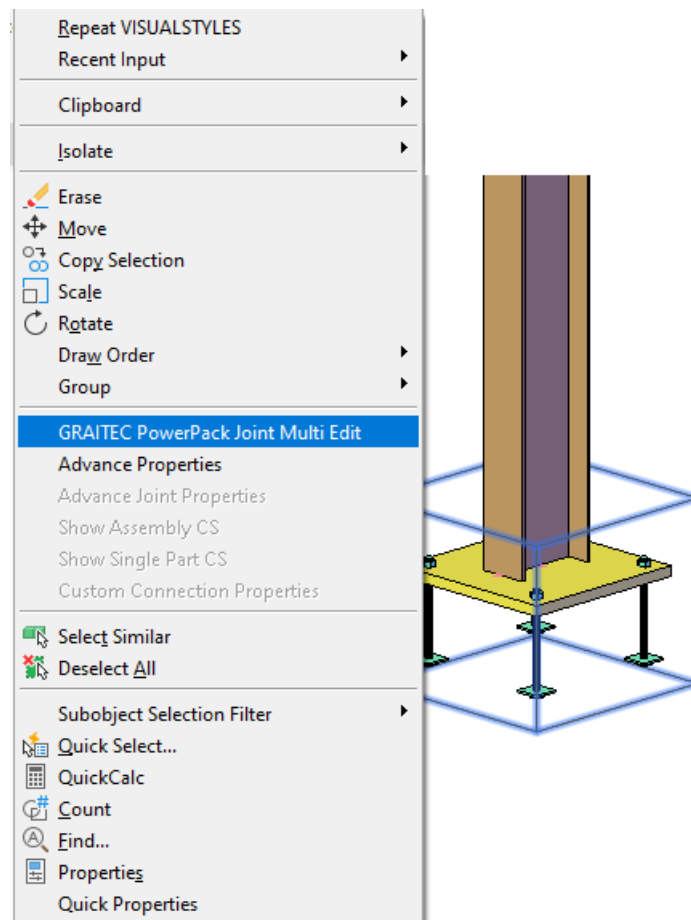 Repeat VISUALSTYLES
Recent Input
Clipboard
Isolate
Erase
Move
Copy Selection
Scale
Rotate
Draw Order
Group
GRAITEC PowerPack Joint Multi Edit
Advance Properties
Advance Joint Properties
Show Assembly CS
Show Single Part CS
Custom Connection Properties
Select Similar
Deselect All
Subobject Selection Filter
Quick Select...
QuickCalc
Count
Find...
Properties
Quick Properties